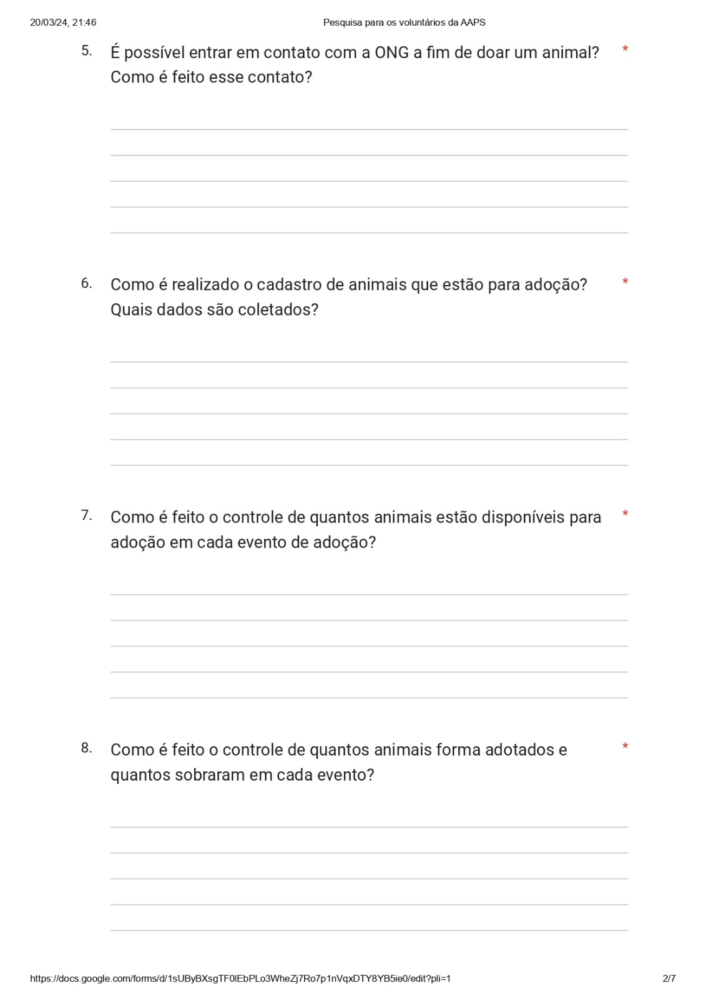 20/03/24, 21:46 Pesquisa para os voluntários da AAPS
5. É possível entrar em contato com a ONG a fim de doar um animal? *
Como é feito esse contato?
6. Como é realizado o cadastro de animais que estão para adoção? *
Quais dados são coletados?
7. Como é feito o controle de quantos animais estão disponíveis para *
adoção em cada evento de adoção?
8. Como é feito o controle de quantos animais forma adotados e *
quantos sobraram em cada evento?
https://docs.google.com/forms/d/1sUByBXsgTF0lEbPLo3WheZj7Ro7p1nVqxDTY8YB5ie0/edit?pli=1 2/7